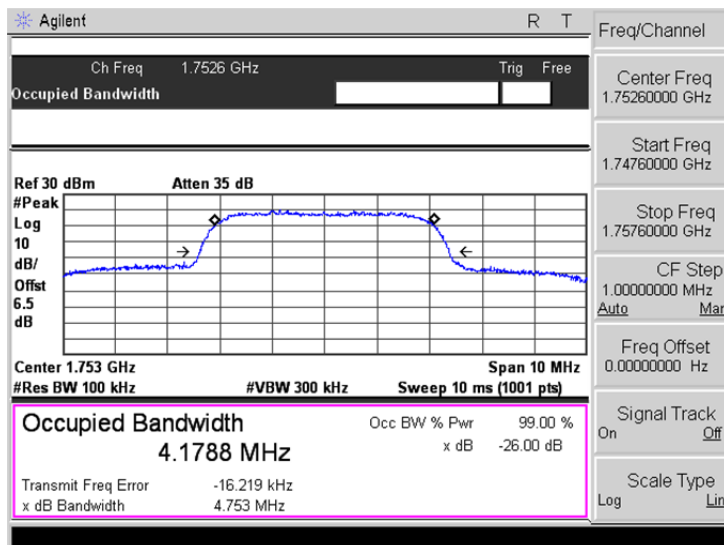 Agilent R T
Ch Freq 1.7526 GHz Trig Free
Occupied Bandwidth
Ref 30 dBm Atten 35 dB
#Peak
Log
10
dB/
Offst
6.5
dB
Center 1.753 GHz Span 10 MHz
#Res BW 100 kHz #VBW 300 kHz Sweep 10 ms (1001 pts)
Occupied Bandwidth Occ BW % Pwr 99.00 %
4.1788 MHz x dB -26.00 dB
Transmit Freq Error -16.219 kHz
x dB Bandwidth 4.753 MHz
Freq/Channel
Center Freq
1.75260000 GHz
Start Freq
1.74760000 GHz
Stop Freq
1.75760000 GHz
CF Step
1.00000000 MHz
Auto
Freq Offset
0.00000000 Hz
Signal Track
On Off
Scale Type
Log Lin